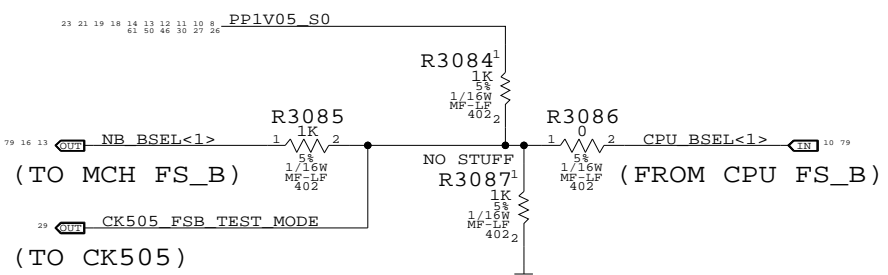 23 21 19 18 14 13 12 11 10 8 PP1V05_S0
61 50 46 30 27 26
R3084 1
1K
5%
1/16W
MF-LF
402 2
R3085
1K
79 16 13 OUT NB_BSEL<1> 1 2
5%
1/16W
MF-LF
402
(TO MCH FS_B)
R3086
0
1 2 CPU_BSEL<1> IN 10 79
5%
1/16W
MF-LF
402
(FROM CPU FS_B)
NO STUFF
R3087 1
1K
5%
1/16W
MF-LF
402 2
29 OUT CK505_FSB_TEST_MODE
(TO CK505)